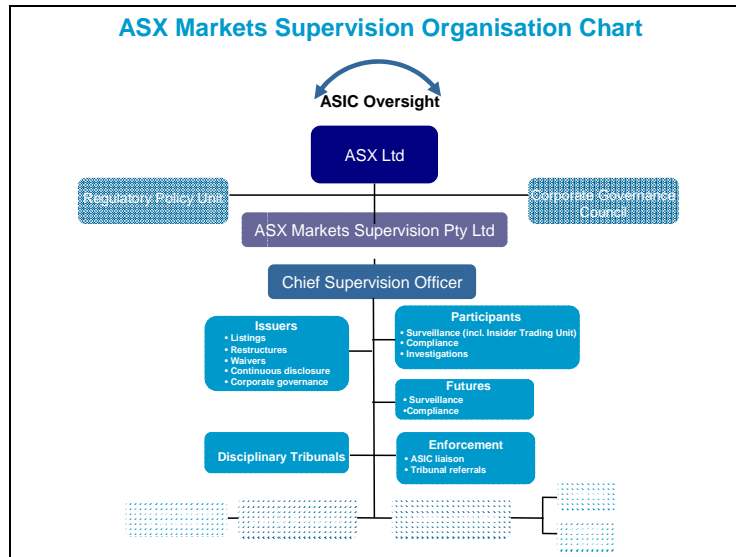 ASX Markets Supervision Organisation Chart
ASIC Oversight
ASX Ltd
Regulatory Policy Unit
Corporate Governance
Council
ASX Markets Supervision Pty Ltd
Chief Supervision Officer
Issuers
• Listings
• Restructures
• Waivers
• Continuous disclosure
• Corporate governance
Participants
• Surveillance (incl. Insider Trading Unit)
• Compliance
• Investigations
Futures
• Surveillance
•Compliance
Disciplinary Tribunals
Enforcement
• ASIC liaison
• Tribunal referrals